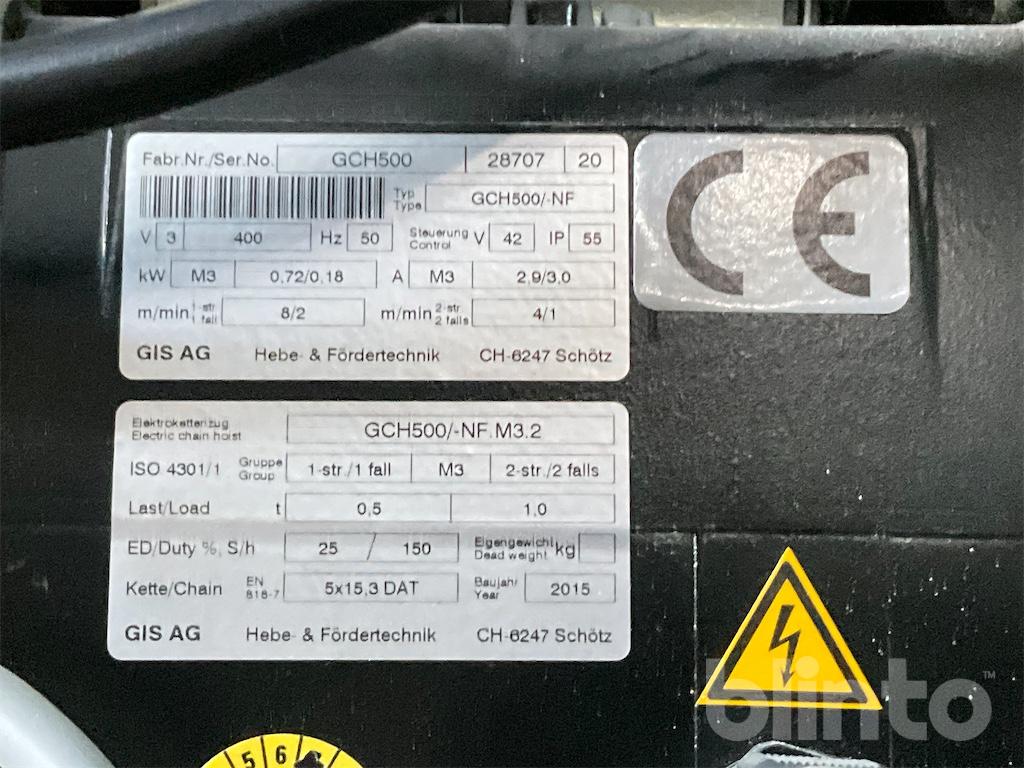 Fabr.Nr./Ser.No. GCH500 28707 20
Typ
Type GCH500/-NF
V 3 400 Hz 50 Steuerung
Control V 42 IP 55
kW M3 0,72/0,18 A M3 2,9/3,0
m/min 1-str
1 fall 8/2 m/min 2-str
2 falls 4/1
GIS AG Hebe- & Fördertechnik CH-6247 Schötz
CE
Elektrokettenzug
Electric chain hoist GCH500/-NF.M3.2
ISO 4301/1 Gruppe
Group 1-str./1 fall M3 2-str./2 falls
Last/Load t 0,5 1,0
ED/Duty %, S/h 25 / 150 Eigengewicht
Dead weight kg
Kette/Chain EN
818-7 5x15,3 DAT Baujahr
Year 2015
GIS AG Hebe- & Fördertechnik CH-6247 Schötz
5 6
blinto™